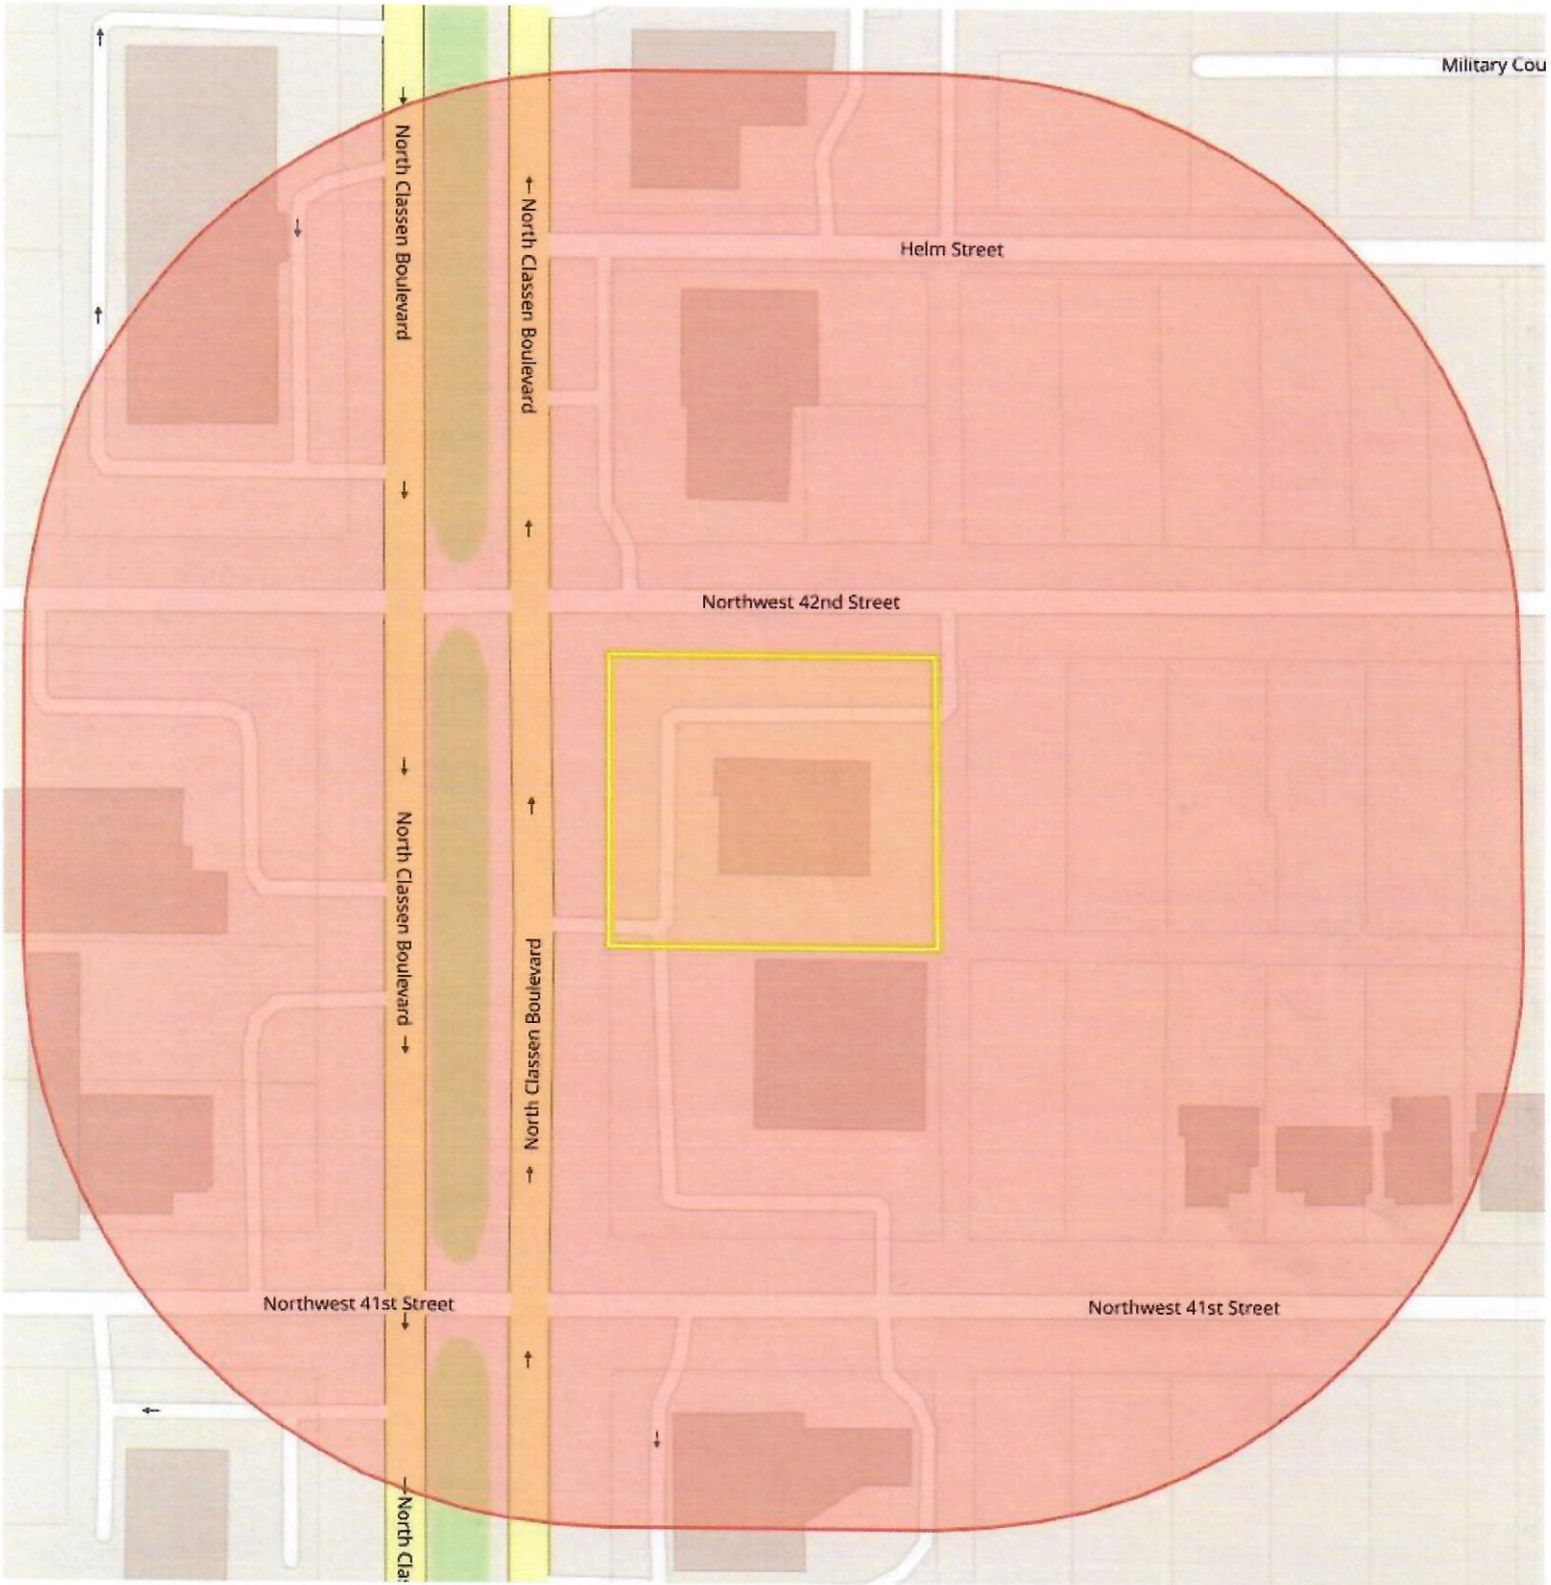 Military Cou
North Classen Boulevard
North Classen Boulevard
Helm Street
Northwest 42nd Street
North Classen Boulevard
North Classen Boulevard
Northwest 41st Street
Northwest 41st Street
North Clas